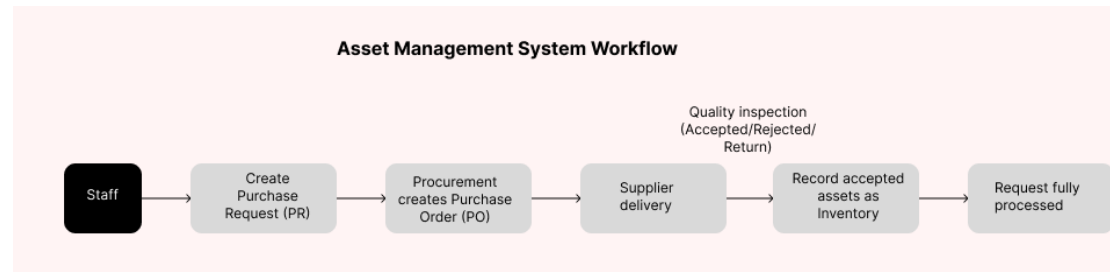 Asset Management System Workflow
Quality inspection
(Accepted/Rejected/
Return)
Staff
Create
Purchase
Request (PR)
Procurement
creates Purchase
Order (PO)
Supplier
delivery
Record accepted
assets as
Inventory
Request fully
processed